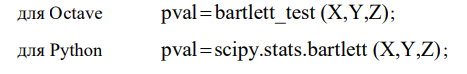 для Octave pval=bartlett_test (X,Y,Z);
для Python pval=scipy.stats.bartlett (X,Y,Z);